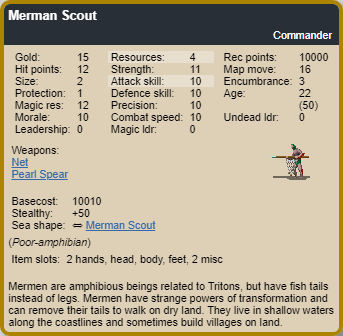 Merman Scout
Commander
Gold: 15 Resources: 4 Rec points: 10000
Hit points: 12 Strength: 11 Map move: 16
Size: 2 Attack skill: 10 Encumbrance: 3
Protection: 1 Defence skill: 10 Age: 22
Magic res: 12 Precision: 10 (50)
Morale: 10 Combat speed: 10 Undead ldr: 0
Leadership: 0 Magic ldr: 0
Weapons:
Net
Pearl Spear
Basecost: 10010
Stealthy: +50
Sea shape: ⇔ Merman Scout
(Poor-amphibian)
Item slots: 2 hands, head, body, feet, 2 misc
Mermen are amphibious beings related to Tritons, but have fish tails
instead of legs. Mermen have strange powers of transformation and
can remove their tails to walk on dry land. They live in shallow waters
along the coastlines and sometimes build villages on land.